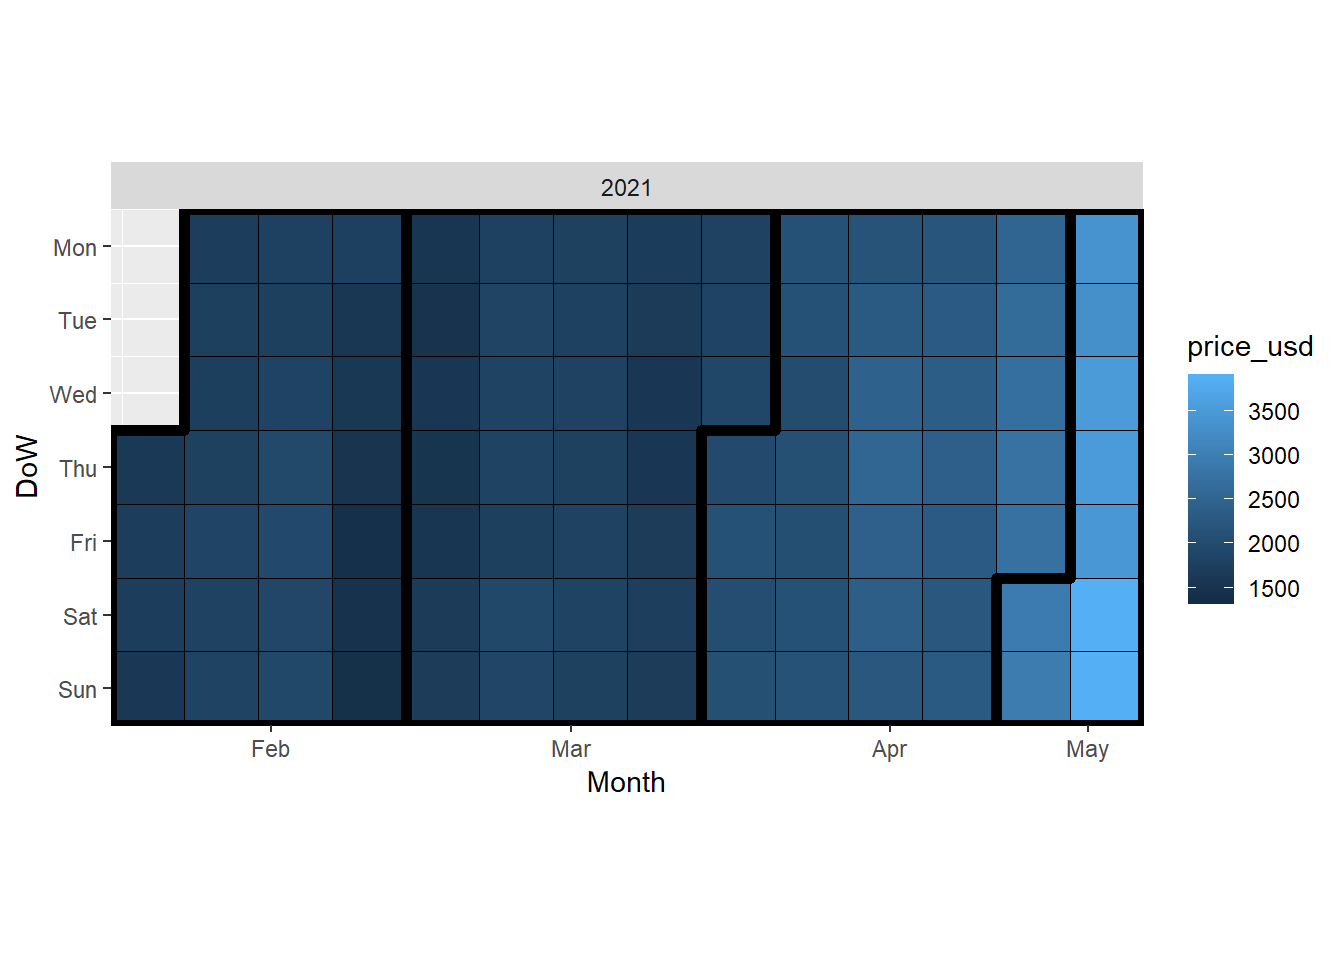 2021
Mon
Tue
Wed
Thu
Fri
Sat
Sun
DoW
Feb Mar Apr May
Month
price_usd
3500
3000
2500
2000
1500